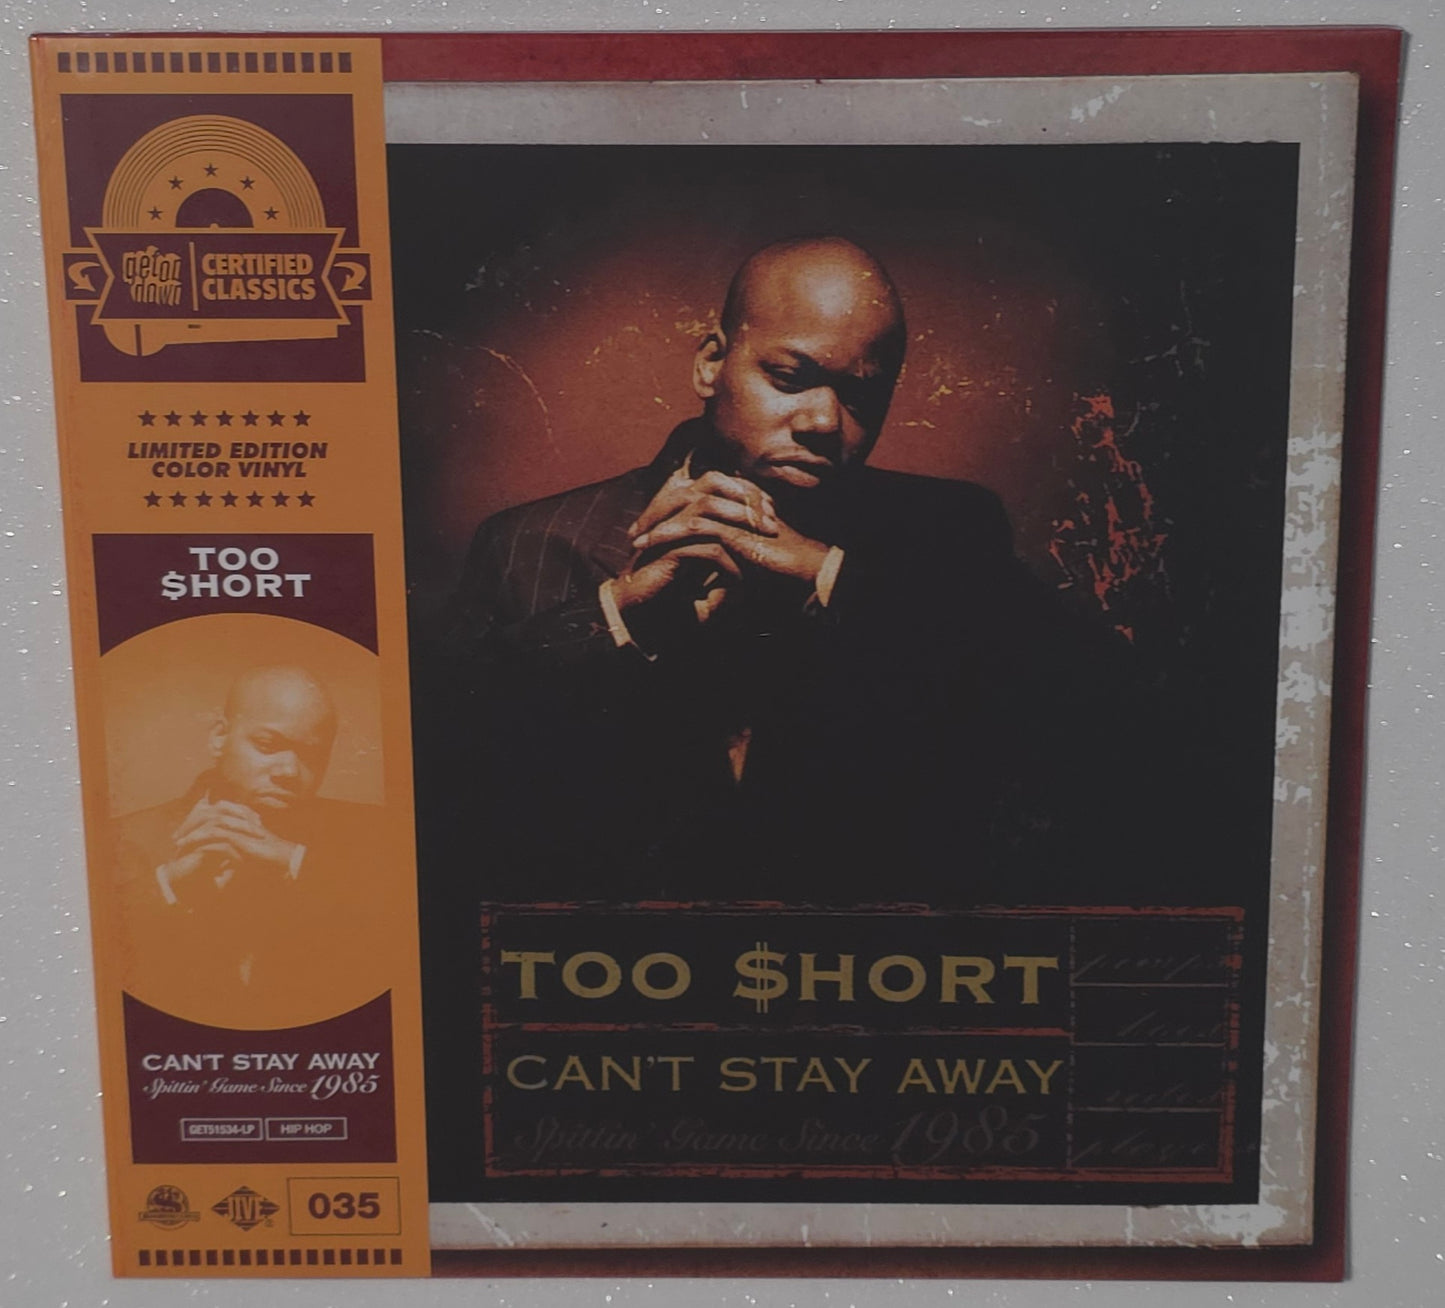 get on down
CERTIFIED
CLASSICS
LIMITED EDITION
COLOR VINYL
TOO
$HORT
CAN'T STAY AWAY
Spittin' Game Since 1985
GET51534-LP
HIP HOP
JIVE
035
TOO $HORT
CAN'T STAY AWAY
Spittin' Game Since 1985